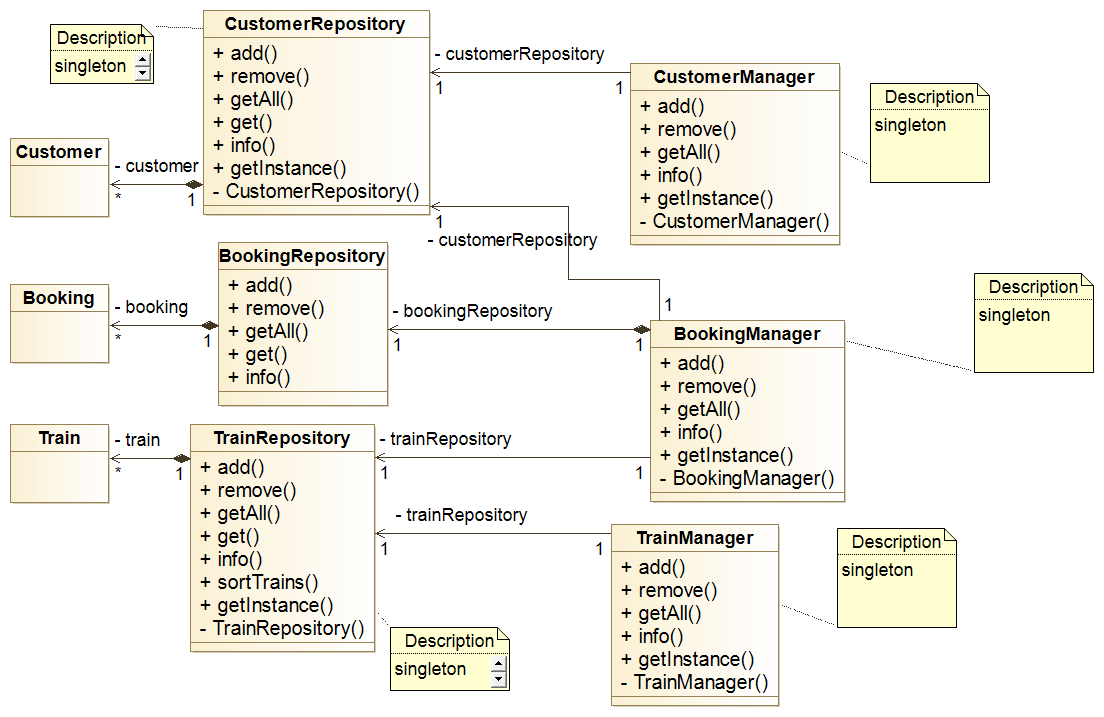 CustomerRepository
+ add()
+ remove()
+ getAll()
+ get()
+ info()
+ getInstance()
- CustomerRepository()
Description
singleton
- customerRepository
1
1
CustomerManager
+ add()
+ remove()
+ getAll()
+ info()
+ getInstance()
- CustomerManager()
Description
singleton
Customer
- customer
*
1
1
- customerRepository
1
BookingRepository
+ add()
+ remove()
+ getAll()
+ get()
+ info()
Booking
- booking
*
1
- bookingRepository
1
1
BookingManager
+ add()
+ remove()
+ getAll()
+ info()
+ getInstance()
- BookingManager()
Description
singleton
Train
- train
*
1
TrainRepository
+ add()
+ remove()
+ getAll()
+ get()
+ info()
+ sortTrains()
+ getInstance()
- TrainRepository()
- trainRepository
1
1
- trainRepository
1
1
TrainManager
+ add()
+ remove()
+ getAll()
+ info()
+ getInstance()
- TrainManager()
Description
singleton
Description
singleton